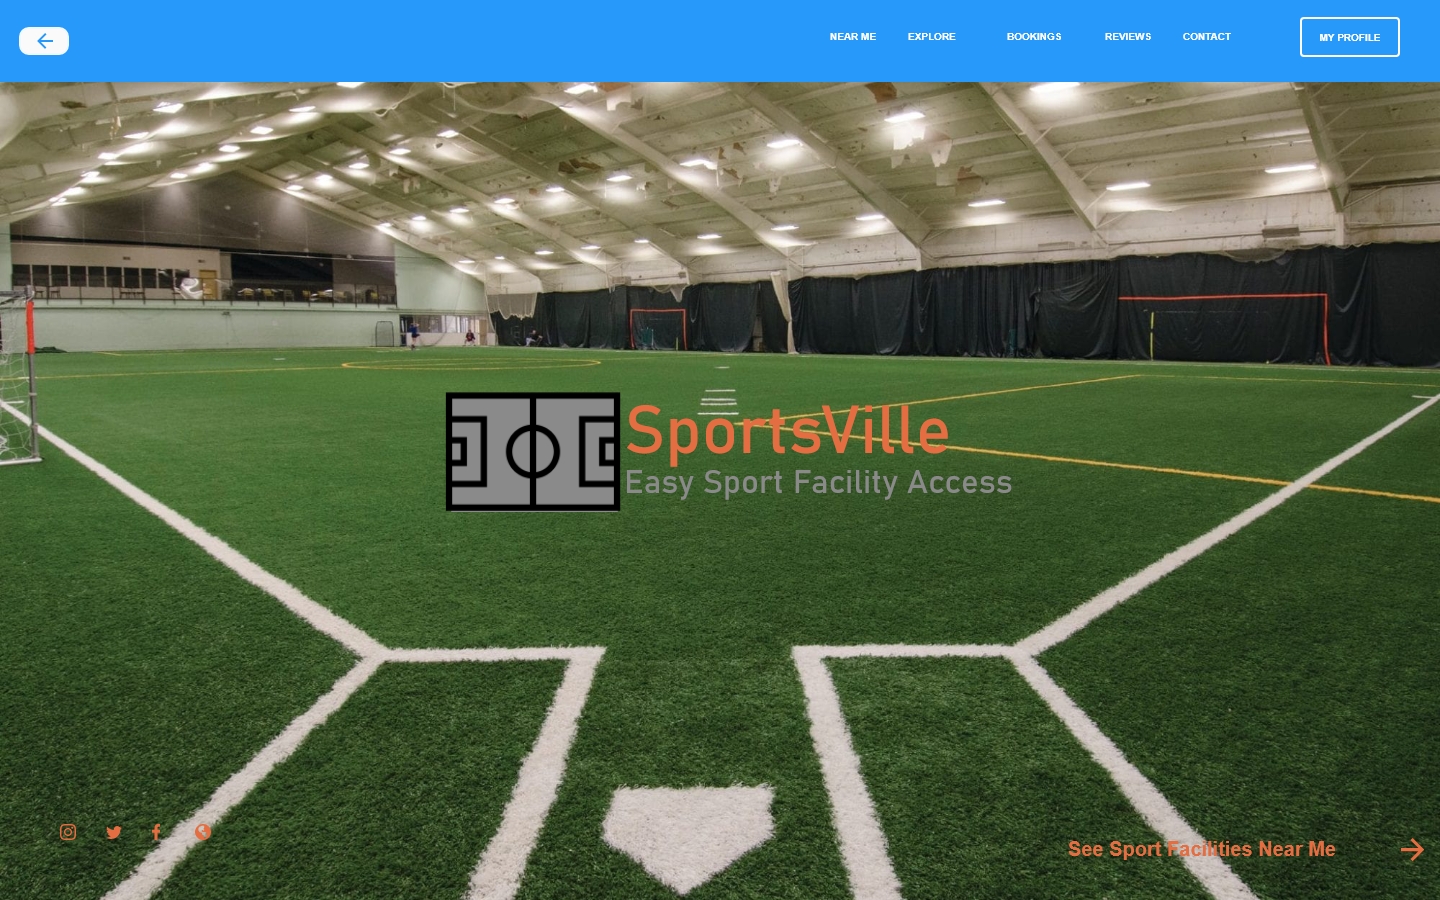 NEAR ME
EXPLORE
BOOKINGS
REVIEWS
CONTACT
MY PROFILE
SportsVille
Easy Sport Facility Access
See Sport Facilities Near Me